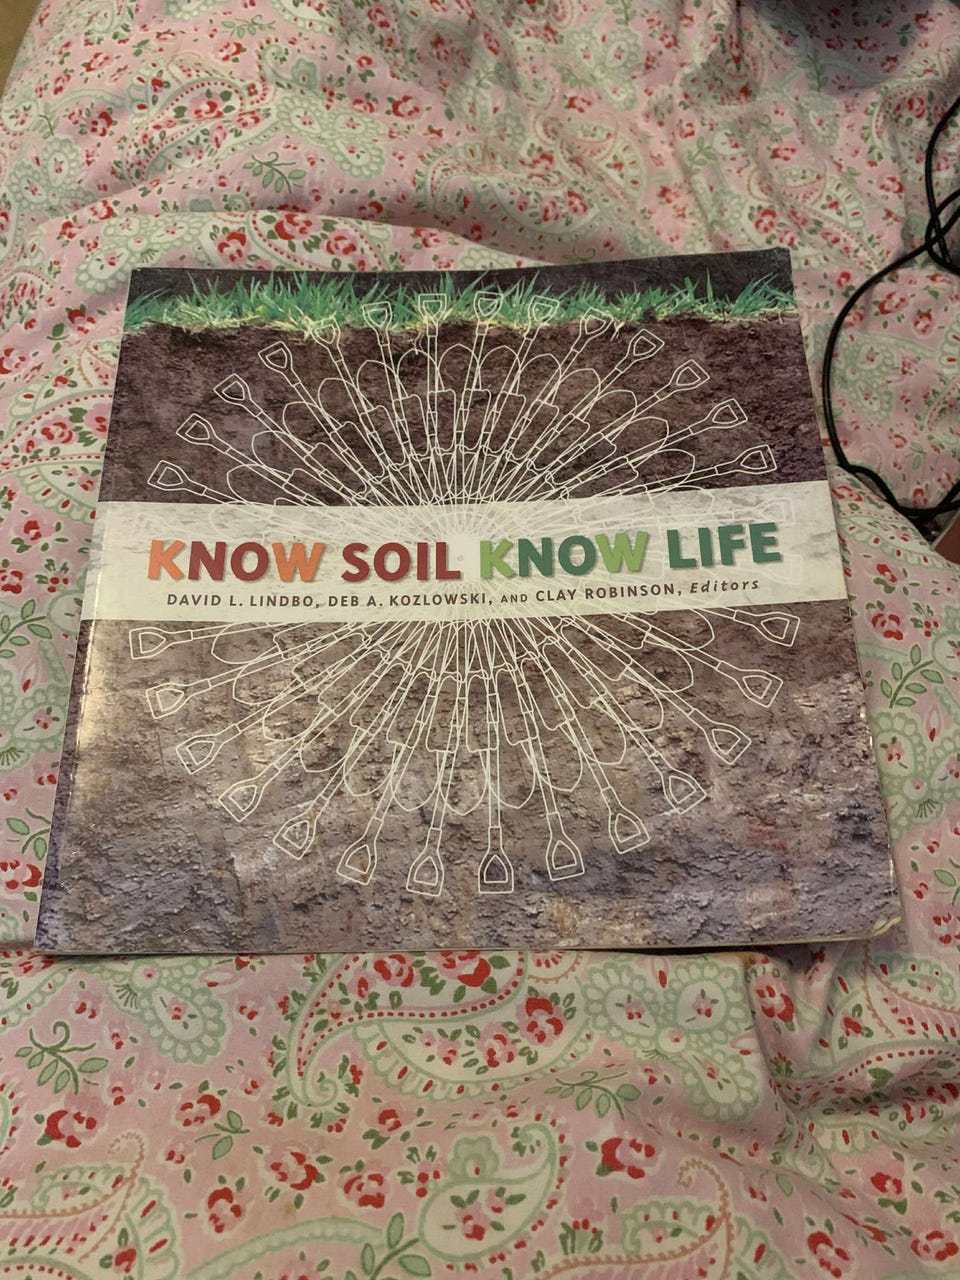 KNOW SOIL KNOW LIFE
DAVID L. LINDBO, DEB A. KOZLOWSKI, AND CLAY ROBINSON, Editors